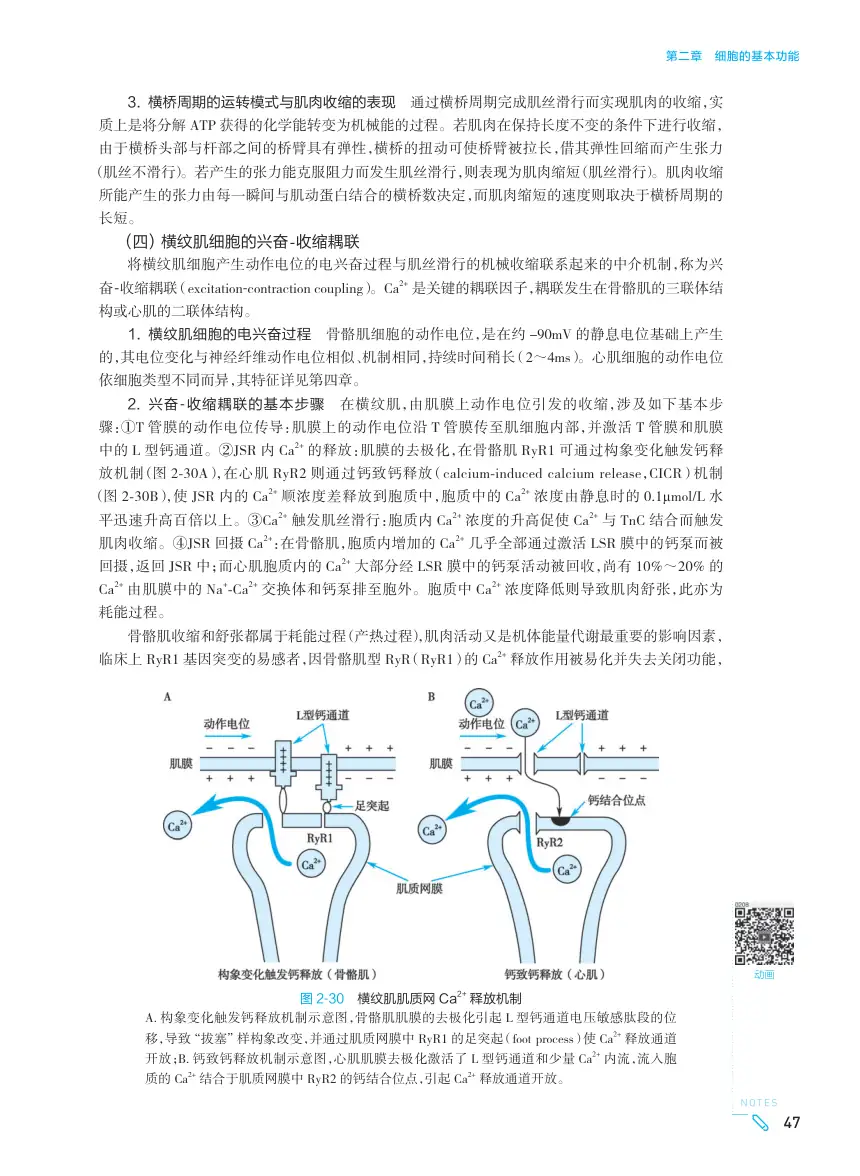 第二章 细胞的基本功能
3. 横桥周期的运转模式与肌肉收缩的表现 通过横桥周期完成肌丝滑行而实现肌肉的收缩,实
质上是将分解 ATP 获得的化学能转变为机械能的过程。若肌肉在保持长度不变的条件下进行收缩,
由于横桥头部与杆部之间的桥臂具有弹性,横桥的扭动可使桥臂被拉长,借其弹性回缩而产生张力
(肌丝不滑行)。若产生的张力能克服阻力而发生肌丝滑行,则表现为肌肉缩短(肌丝滑行)。肌肉收缩
所能产生的张力由每一瞬间与肌动蛋白结合的横桥数决定,而肌肉缩短的速度则取决于横桥周期的
长短。
(四)横纹肌细胞的兴奋-收缩耦联
将横纹肌细胞产生动作电位的电兴奋过程与肌丝滑行的机械收缩联系起来的中介机制,称为兴
奋-收缩耦联(excitation-contraction coupling)。Ca²⁺ 是关键的耦联因子,耦联发生在骨骼肌的三联体结
构或心肌的二联体结构。
1. 横纹肌细胞的电兴奋过程 骨骼肌细胞的动作电位,是在约 –90mV 的静息电位基础上产生
的,其电位变化与神经纤维动作电位相似、机制相同,持续时间稍长(2～4ms)。心肌细胞的动作电位
依细胞类型不同而异,其特征详见第四章。
2. 兴奋-收缩耦联的基本步骤 在横纹肌,由肌膜上动作电位引发的收缩,涉及如下基本步
骤:①T 管膜的动作电位传导:肌膜上的动作电位沿 T 管膜传至肌细胞内部,并激活 T 管膜和肌膜
中的 L 型钙通道。②JSR 内 Ca²⁺ 的释放:肌膜的去极化,在骨骼肌 RyR1 可通过构象变化触发钙释
放机制(图 2-30A),在心肌 RyR2 则通过钙致钙释放(calcium-induced calcium release,CICR)机制
(图 2-30B),使 JSR 内的 Ca²⁺ 顺浓度差释放到胞质中,胞质中的 Ca²⁺ 浓度由静息时的 0.1μmol/L 水
平迅速升高百倍以上。③Ca²⁺ 触发肌丝滑行:胞质内 Ca²⁺ 浓度的升高促使 Ca²⁺ 与 TnC 结合而触发
肌肉收缩。④JSR 回摄 Ca²⁺:在骨骼肌,胞质内增加的 Ca²⁺ 几乎全部通过激活 LSR 膜中的钙泵而被
回摄,返回 JSR 中;而心肌胞质内的 Ca²⁺ 大部分经 LSR 膜中的钙泵活动被回收,尚有 10%～20% 的
Ca²⁺ 由肌膜中的 Na⁺-Ca²⁺ 交换体和钙泵排至胞外。胞质中 Ca²⁺ 浓度降低则导致肌肉舒张,此亦为
耗能过程。
骨骼肌收缩和舒张都属于耗能过程(产热过程),肌肉活动又是机体能量代谢最重要的影响因素,
临床上 RyR1 基因突变的易感者,因骨骼肌型 RyR(RyR1)的 Ca²⁺ 释放作用被易化并失去关闭功能,
A
动作电位
L型钙通道
– – –
+ + +
肌膜
+ + +
– – –
+ + + +
+ + + +
足突起
Ca²⁺
RyR1
Ca²⁺
肌质网膜
构象变化触发钙释放(骨骼肌)
B
Ca²⁺
动作电位
Ca²⁺
L型钙通道
– – –
+ + +
肌膜
+ + +
– – –
钙结合位点
Ca²⁺
RyR2
Ca²⁺
钙致钙释放(心肌)
图 2-30 横纹肌肌质网 Ca²⁺ 释放机制
A. 构象变化触发钙释放机制示意图,骨骼肌肌膜的去极化引起 L 型钙通道电压敏感肽段的位
移,导致“拔塞”样构象改变,并通过肌质网膜中 RyR1 的足突起(foot process)使 Ca²⁺ 释放通道
开放;B. 钙致钙释放机制示意图,心肌肌膜去极化激活了 L 型钙通道和少量 Ca²⁺ 内流,流入胞
质的 Ca²⁺ 结合于肌质网膜中 RyR2 的钙结合位点,引起 Ca²⁺ 释放通道开放。
0208
动画
NOTES
47